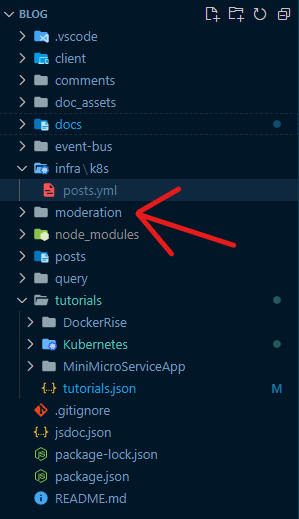 BLOG
.vscode
client
comments
doc_assets
docs
event-bus
infra\k8s
posts.yml
moderation
node_modules
posts
query
tutorials
DockerRise
Kubernetes
MiniMicroServiceApp
tutorials.json M
.gitignore
jsdoc.json
package-lock.json
package.json
README.md